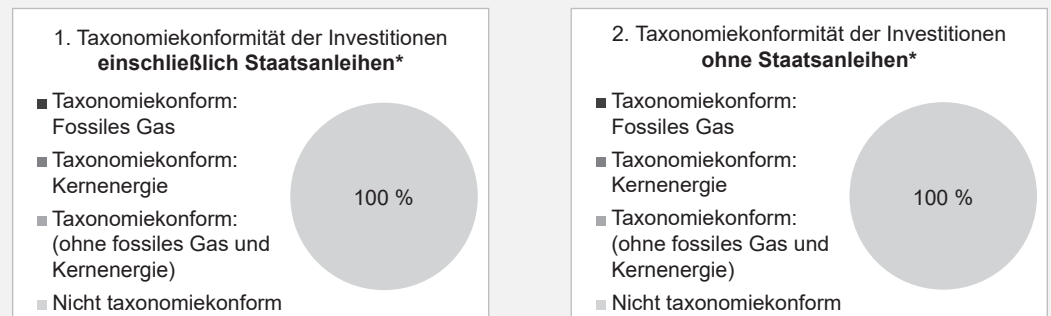 1. Taxonomiekonformität der Investitionen
einschließlich Staatsanleihen*
Taxonomiekonform:
Fossiles Gas
Taxonomiekonform:
Kernenergie
Taxonomiekonform:
(ohne fossiles Gas und
Kernenergie)
Nicht taxonomiekonform
100 %
2. Taxonomiekonformität der Investitionen
ohne Staatsanleihen*
Taxonomiekonform:
Fossiles Gas
Taxonomiekonform:
Kernenergie
Taxonomiekonform:
(ohne fossiles Gas und
Kernenergie)
Nicht taxonomiekonform
100 %